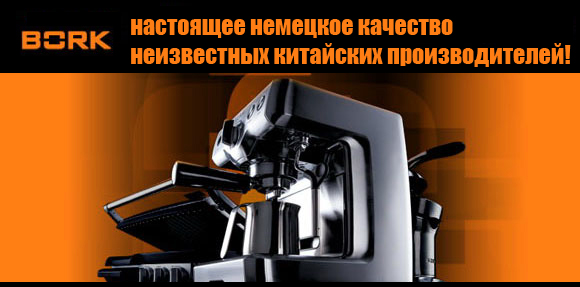 BORK
настоящее немецкое качество
неизвестных китайских производителей!